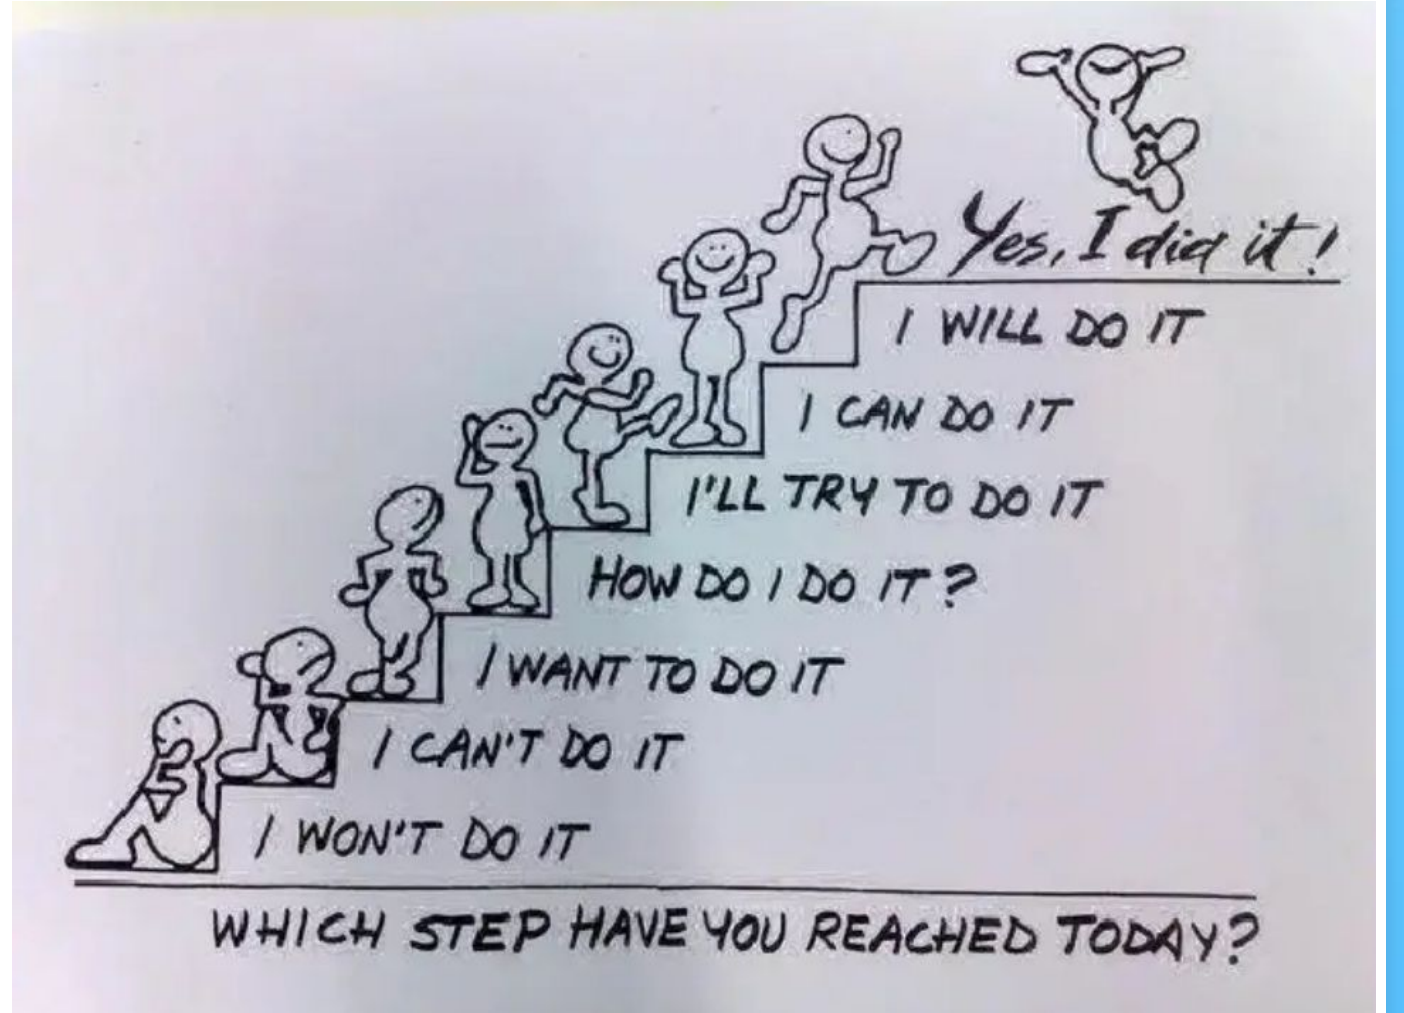 Yes, I did it!
I WILL DO IT
I CAN DO IT
I'LL TRY TO DO IT
HOW DO I DO IT?
I WANT TO DO IT
I CAN'T DO IT
I WON'T DO IT
WHICH STEP HAVE YOU REACHED TODAY?